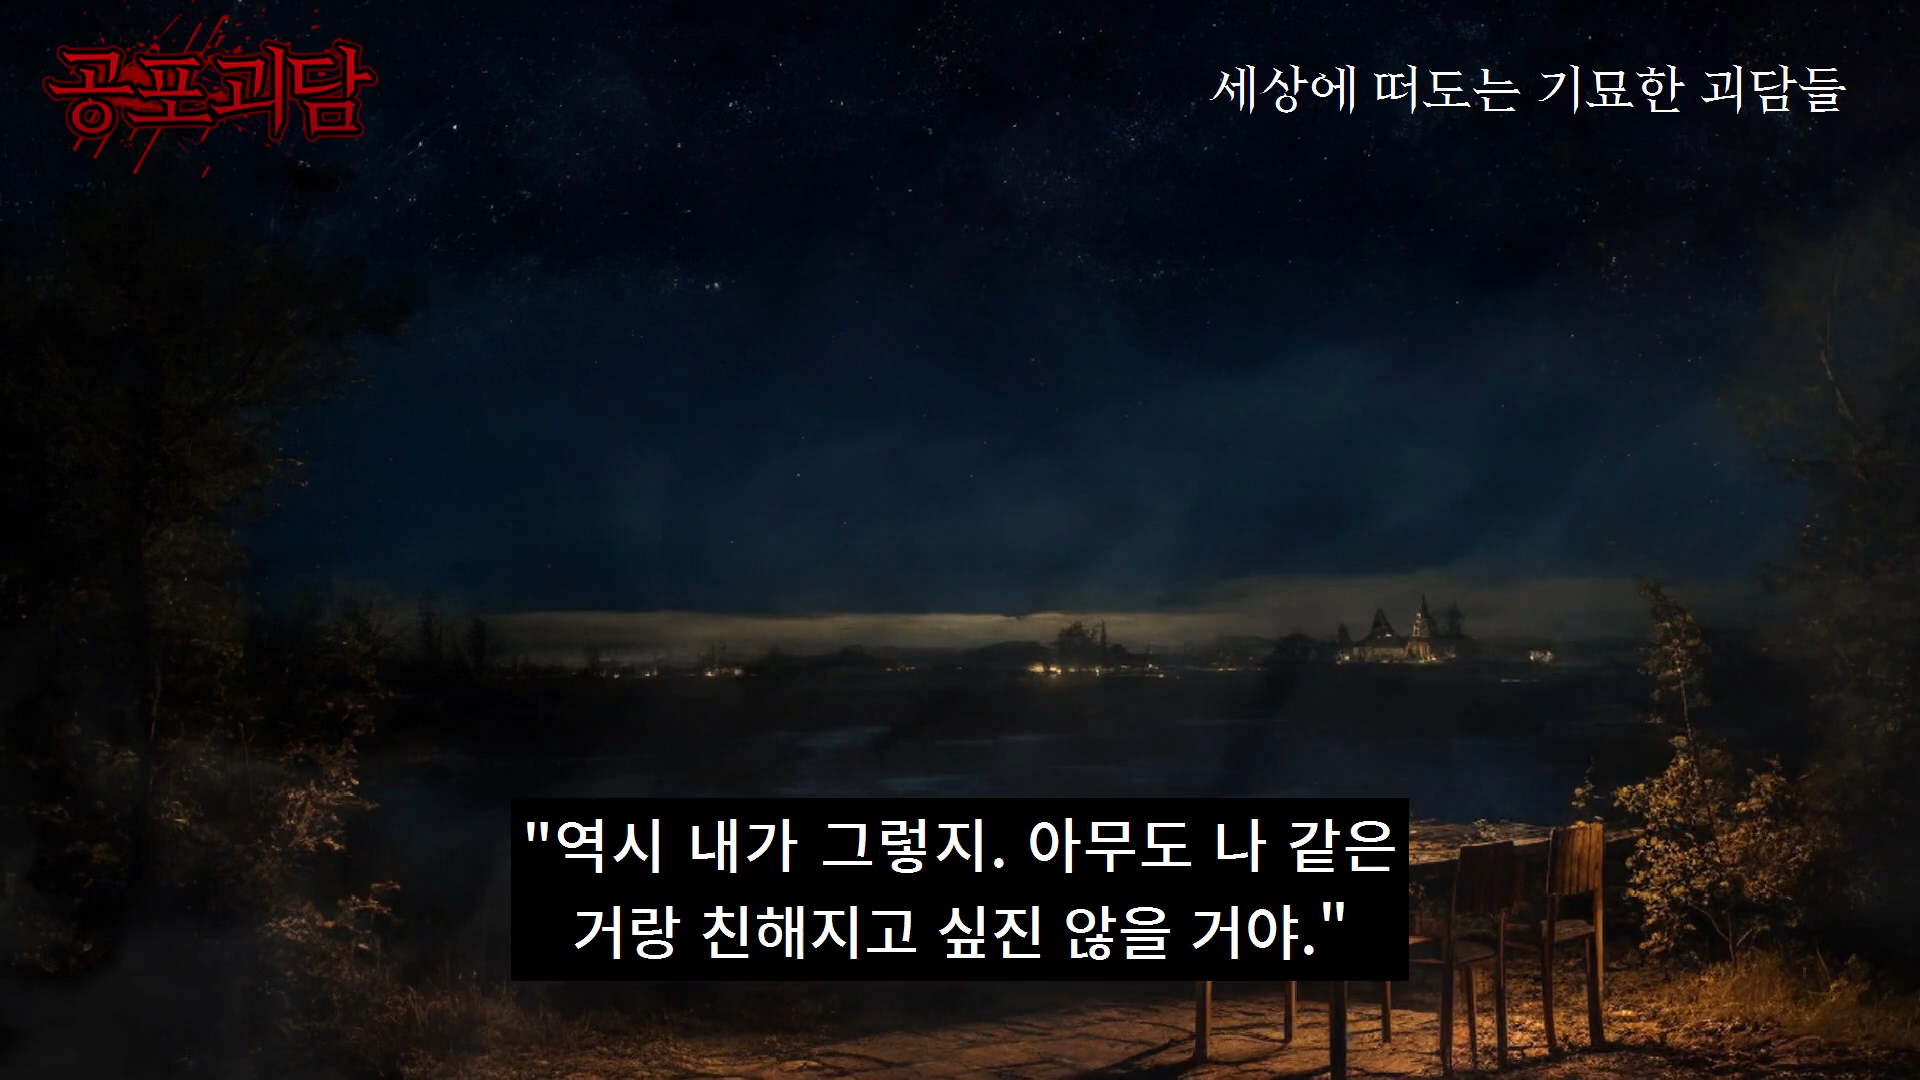 공포괴담
세상에 떠도는 기묘한 괴담들
"역시 내가 그렇지. 아무도 나 같은
거랑 친해지고 싶진 않을 거야."